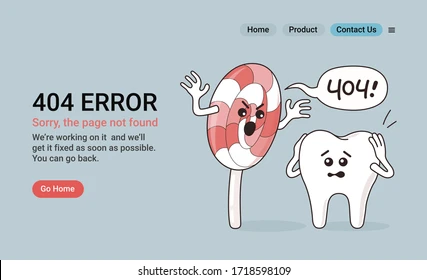 Home Product Contact Us
404!
404 ERROR
Sorry, the page not found
We're working on it and we'll
get it fixed as soon as possible.
You can go back.
Go Home
shutterstock.com · 1718598109